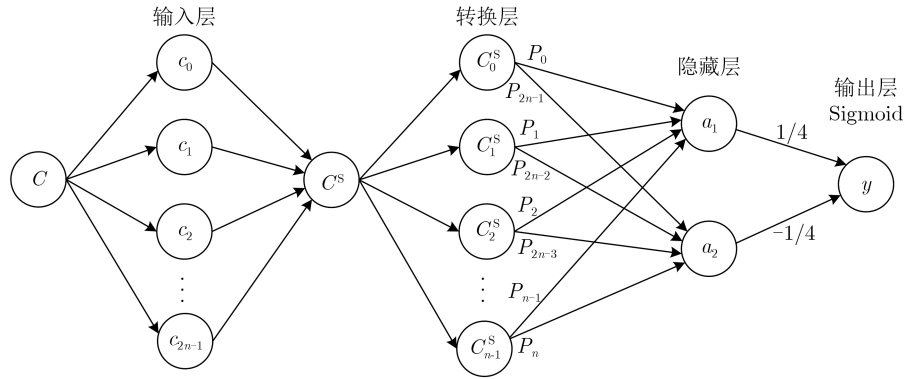 输入层
转换层
隐藏层
输出层
Sigmoid
C
c₀
c₁
c₂
⋮
c₂ₙ₋₁
Cˢ
C₀ˢ
C₁ˢ
C₂ˢ
⋮
Cₙ₋₁ˢ
P₀
P₂ₙ₋₁
P₁
P₂ₙ₋₂
P₂
P₂ₙ₋₃
Pₙ₋₁
Pₙ
a₁
a₂
1/4
−1/4
y